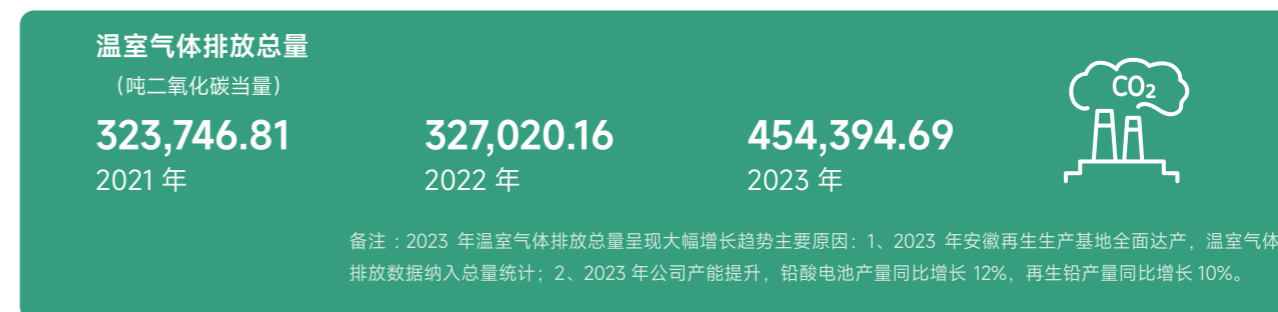 温室气体排放总量
（吨二氧化碳当量）
323,746.81
2021 年
327,020.16
2022 年
454,394.69
2023 年
CO₂
备注：2023 年温室气体排放总量呈现大幅增长趋势主要原因：1、2023 年安徽再生生产基地全面达产，温室气体
排放数据纳入总量统计；2、2023 年公司产能提升，铅酸电池产量同比增长 12%，再生铅产量同比增长 10%。